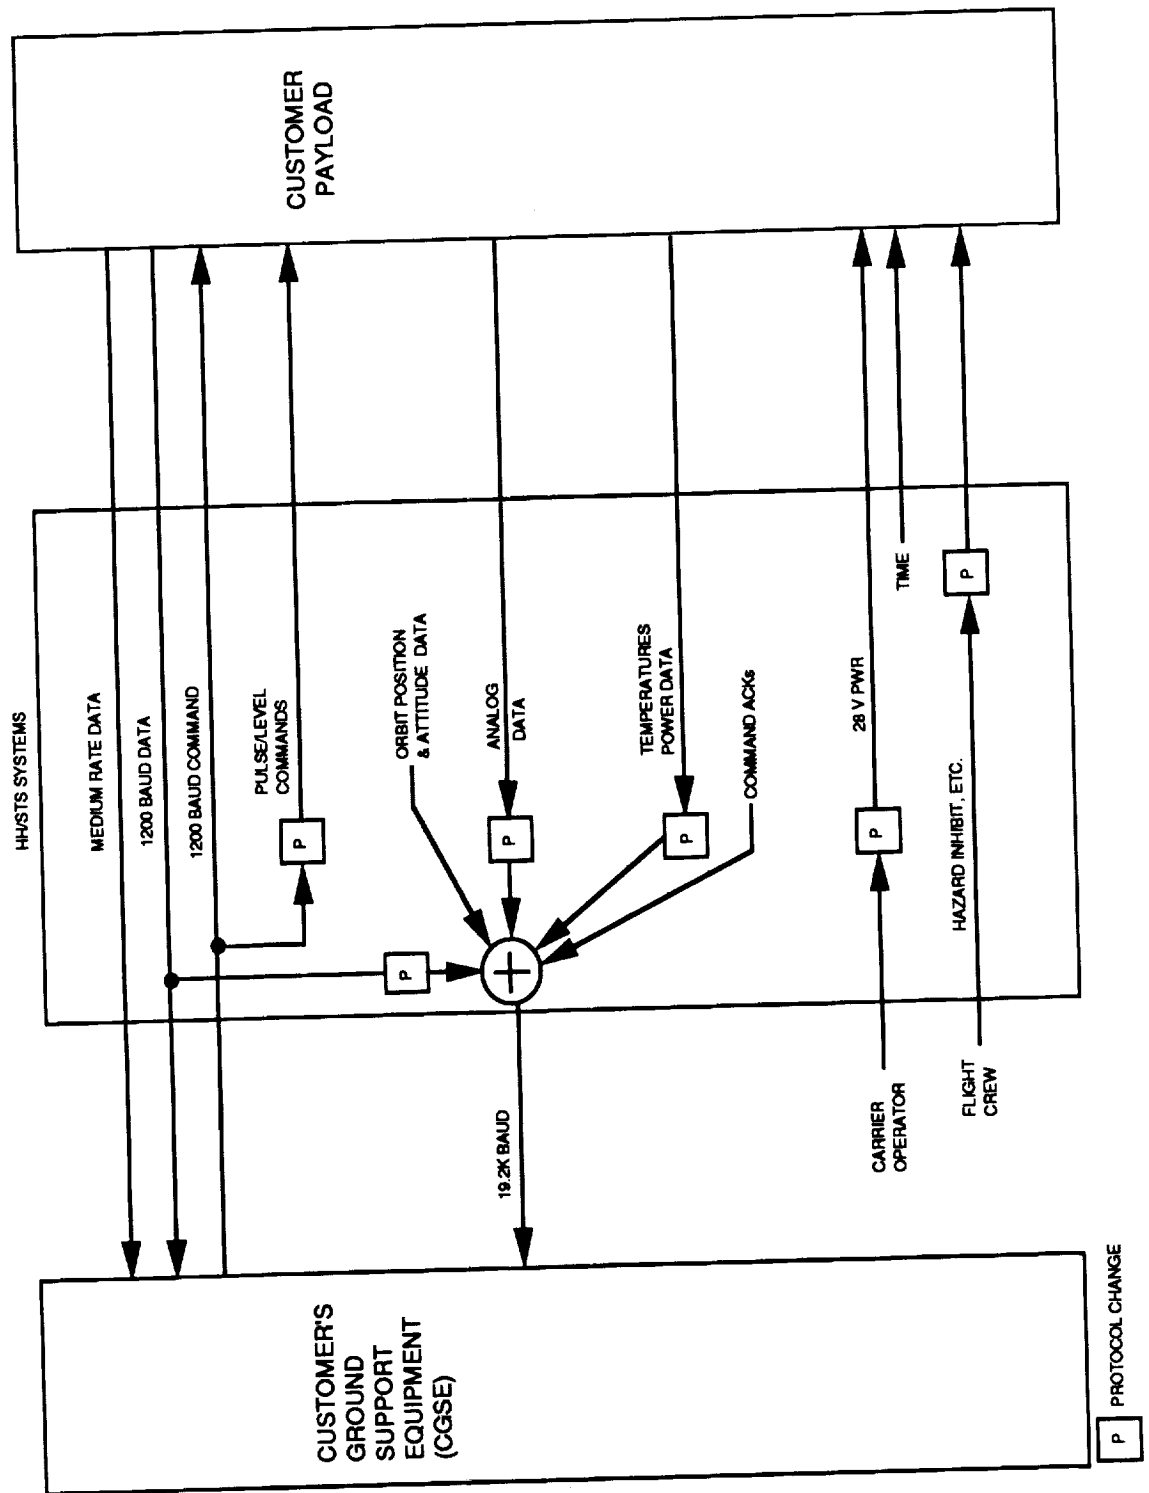 HH/STS SYSTEMS
CUSTOMER'S
GROUND
SUPPORT
EQUIPMENT
(CGSE)
CUSTOMER
PAYLOAD
MEDIUM RATE DATA
1200 BAUD DATA
1200 BAUD COMMAND
PULSE/LEVEL
COMMANDS
P
P
ORBIT POSITION
& ATTITUDE DATA
ANALOG
DATA
P
19.2K BAUD
TEMPERATURES
POWER DATA
P
COMMAND ACKs
28 V PWR
P
CARRIER
OPERATOR
TIME
HAZARD INHIBIT, ETC.
P
FLIGHT
CREW
P PROTOCOL CHANGE